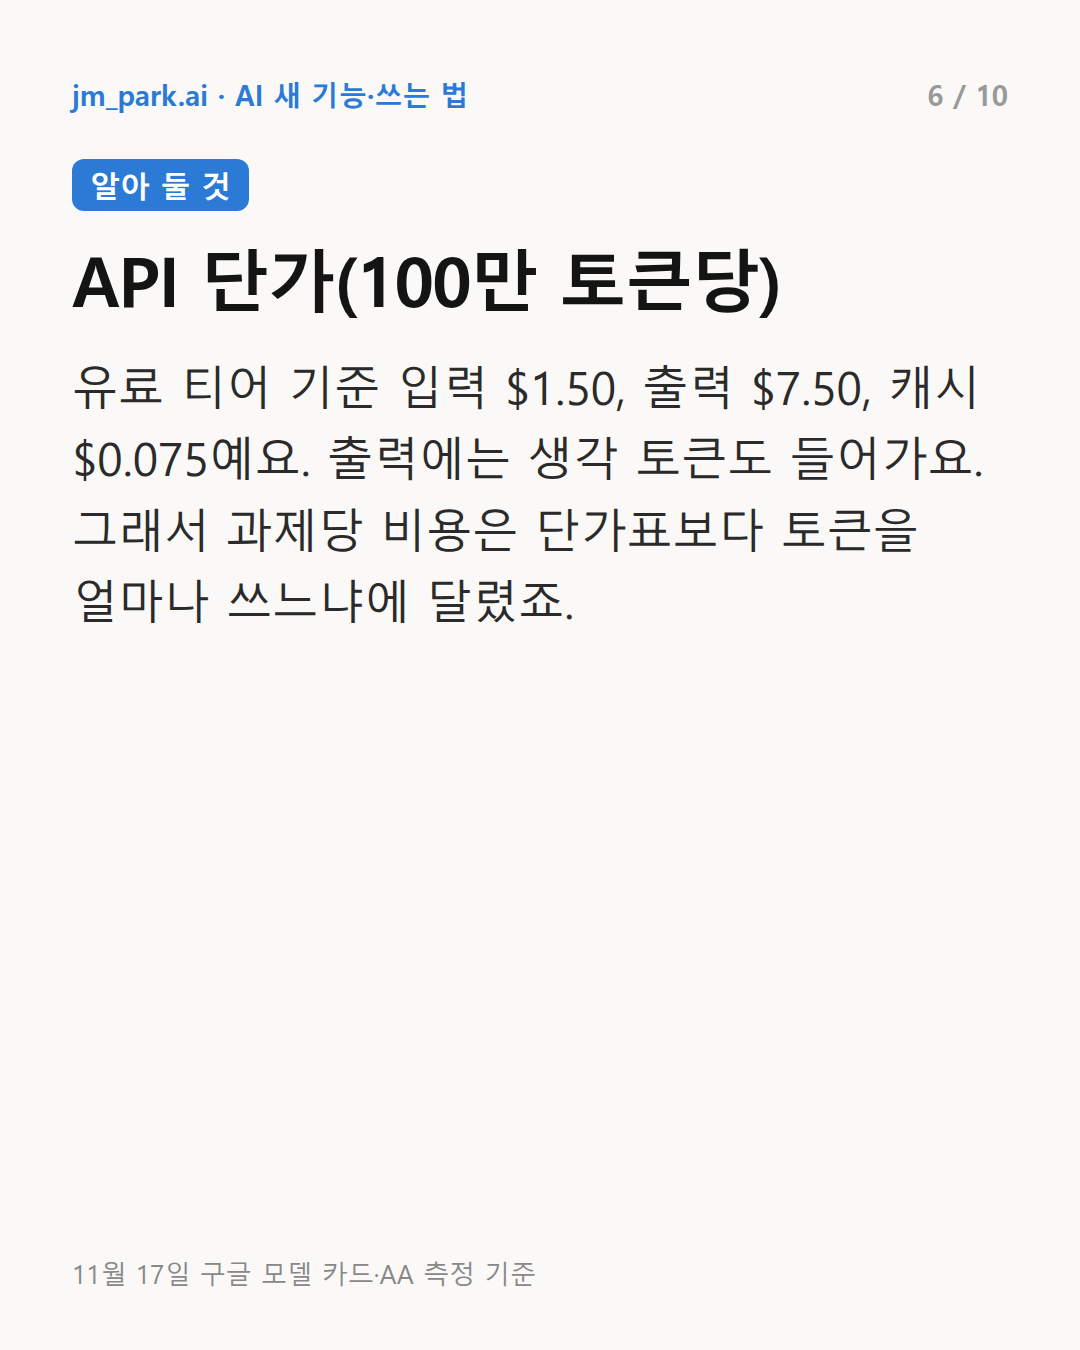 jm_park.ai · AI 새 기능·쓰는 법
6 / 10
알아 둘 것
API 단가(100만 토큰당)
유료 티어 기준 입력 $1.50, 출력 $7.50, 캐시
$0.075예요. 출력에는 생각 토큰도 들어가요.
그래서 과제당 비용은 단가표보다 토큰을
얼마나 쓰느냐에 달렸죠.
11월 17일 구글 모델 카드·AA 측정 기준